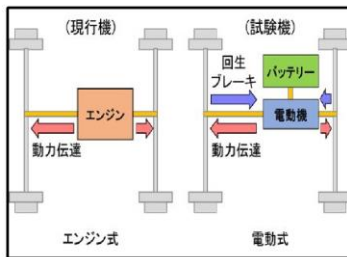 (現行機)
エンジン
動力伝達
エンジン式
(試験機)
回生
ブレーキ
バッテリー
電動機
動力伝達
電動式